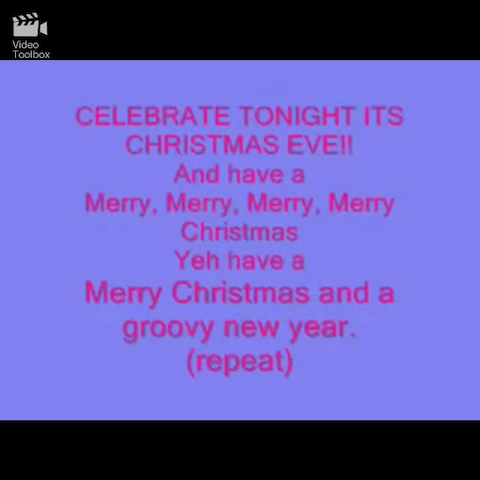 Video
Toolbox
CELEBRATE TONIGHT ITS
CHRISTMAS EVE!!
And have a
Merry, Merry, Merry, Merry
Christmas
Yeh have a
Merry Christmas and a
groovy new year.
(repeat)